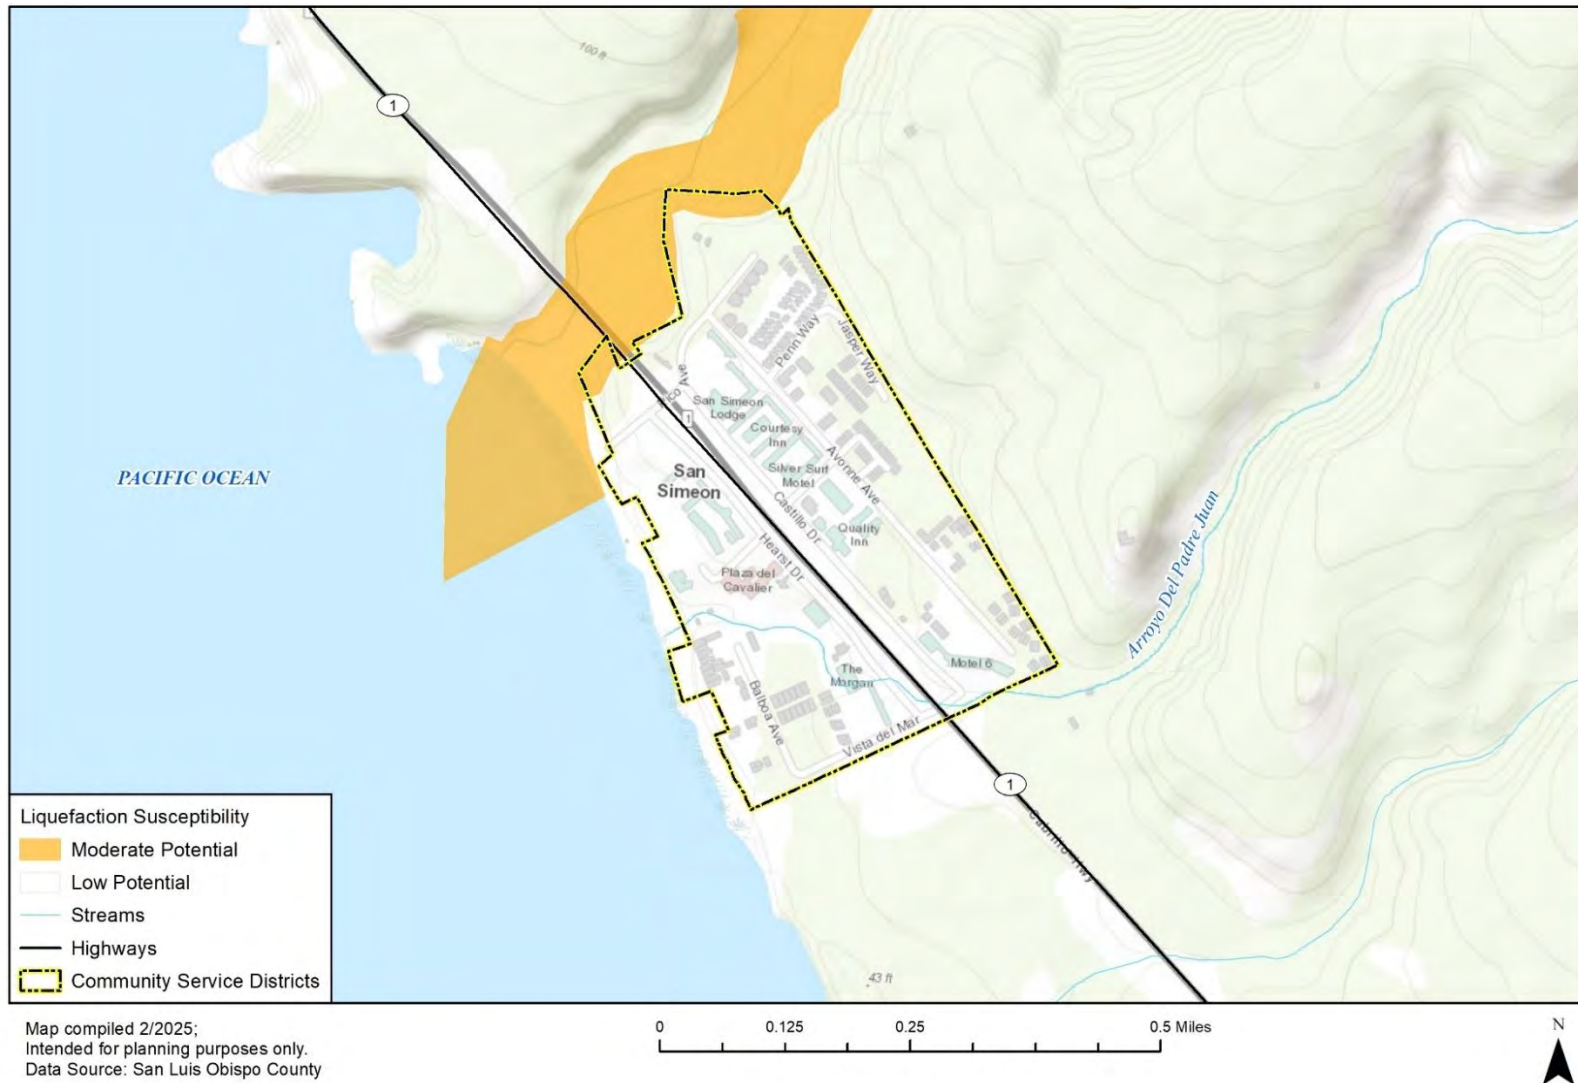 100 ft
1
Jasper Way
Penn Way
Pico Ave
San Simeon
Lodge
1
Courtesy
Inn
Avonne Ave
San
Simeon
Silver Surf
Motel
PACIFIC OCEAN
Castillo Dr
Quality
Inn
Hearst Dr
Plaza del
Cavalier
Arroyo Del Padre Juan
Motel 6
The
Morgan
Balboa Ave
Vista del Mar
1
Cabrillo Hwy
43 ft
Liquefaction Susceptibility
Moderate Potential
Low Potential
Streams
Highways
Community Service Districts
Map compiled 2/2025;
Intended for planning purposes only.
Data Source: San Luis Obispo County
0 0.125 0.25 0.5 Miles
N